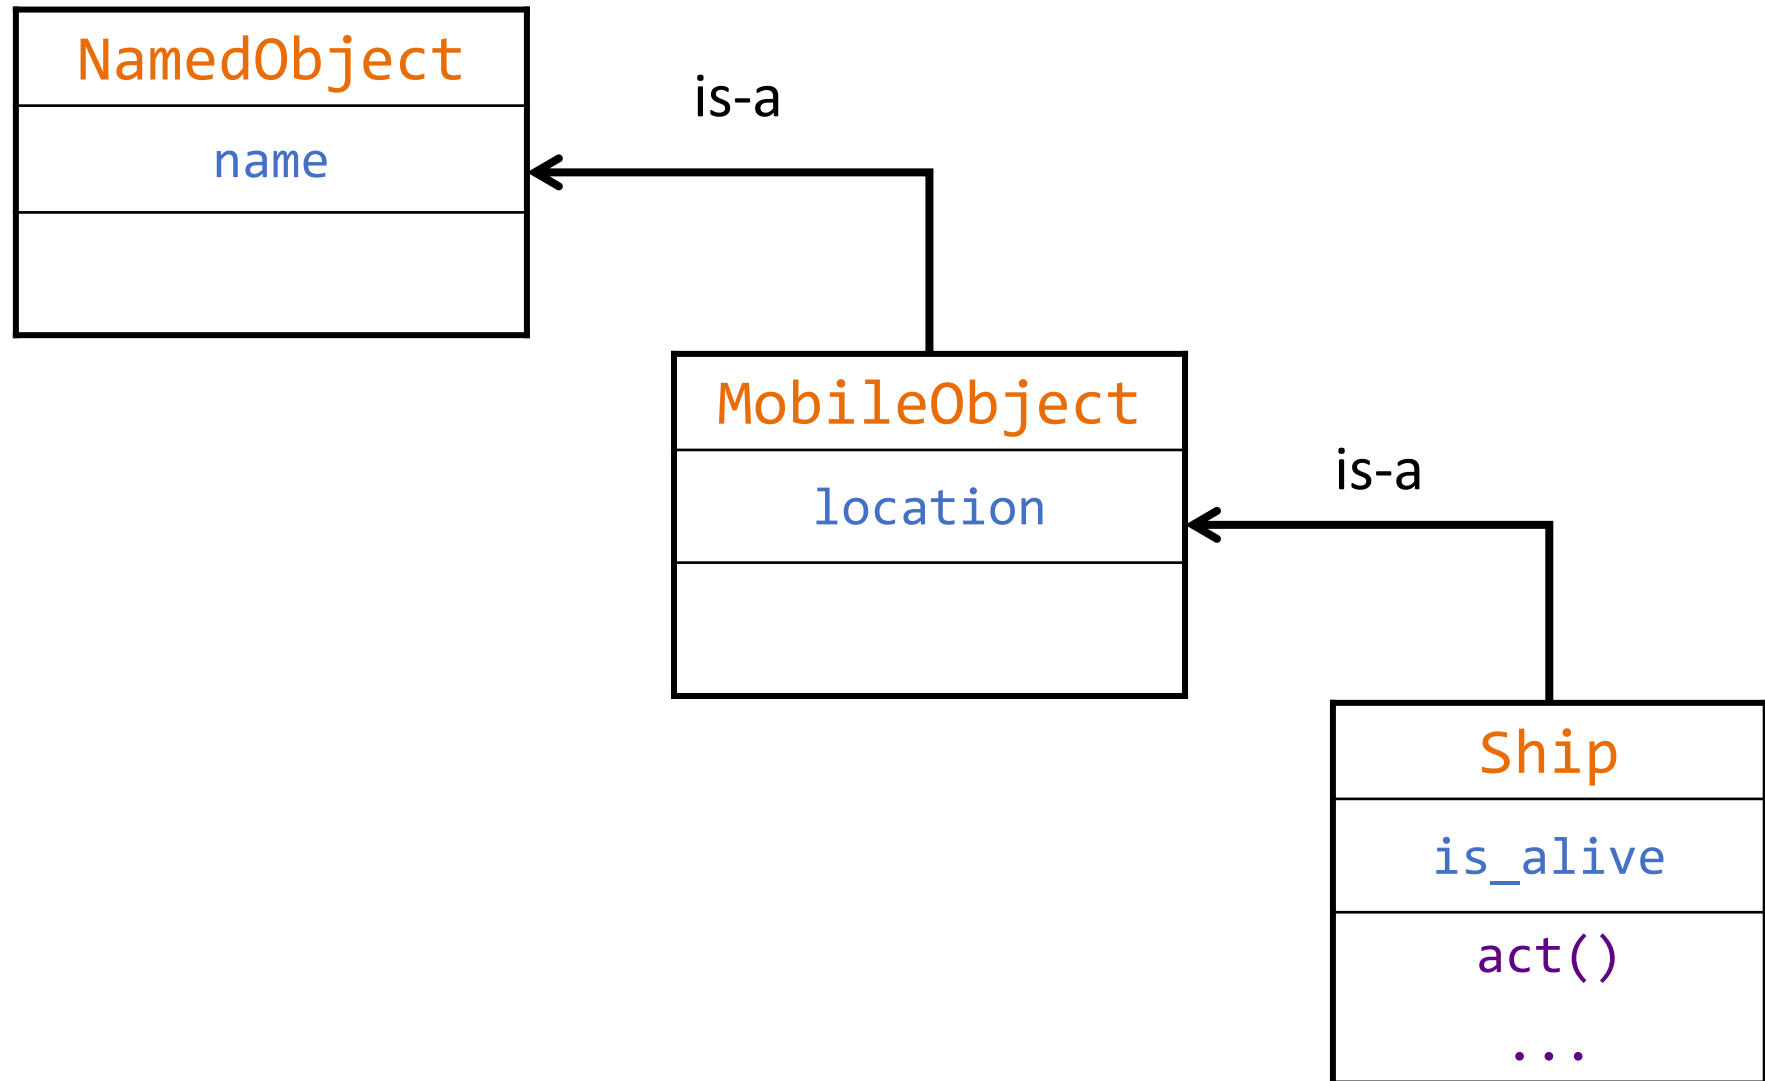 NamedObject
name
is-a
MobileObject
location
is-a
Ship
is_alive
act()
...